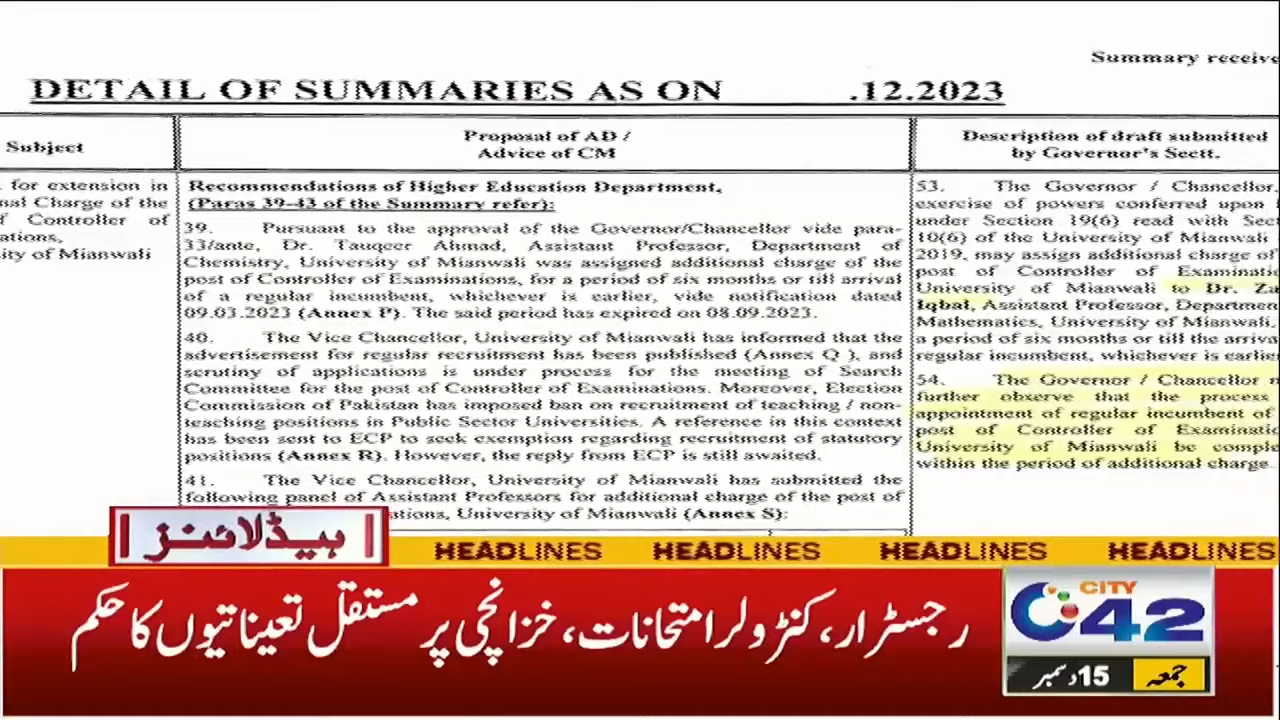 Summary receive
DETAIL OF SUMMARIES AS ON .12.2023
Subject
Proposal of AD /
Advice of CM
Description of draft submitted
by Governor's Sectt.
for extension in
nal Charge of the
f Controller of
ations,
ity of Mianwali
Recommendations of Higher Education Department,
(Paras 39-43 of the Summary refer):
39. Pursuant to the approval of the Governor/Chancellor vide para-
33/ante, Dr. Tauqeer Ahmad, Assistant Professor, Department of
Chemistry, University of Mianwali was assigned additional charge of the
post of Controller of Examinations, for a period of six months or till arrival
of a regular incumbent, whichever is earlier, vide notification dated
09.03.2023 (Annex P). The said period has expired on 08.09.2023.
40. The Vice Chancellor, University of Mianwali has informed that the
advertisement for regular recruitment has been published (Annex Q ), and
scrutiny of applications is under process for the meeting of Search
Committee for the post of Controller of Examinations. Moreover, Election
Commission of Pakistan has imposed ban on recruitment of teaching / non-
teaching positions in Public Sector Universities. A reference in this context
has been sent to ECP to seek exemption regarding recruitment of statutory
positions (Annex R). However, the reply from ECP is still awaited.
41. The Vice Chancellor, University of Mianwali has submitted the
following panel of Assistant Professors for additional charge of the post of
ations, University of Mianwali (Annex S):
53. The Governor / Chancellor,
exercise of powers conferred upon
under Section 19(6) read with Sec
10(6) of the University of Mianwali
2019, may assign additional charge of
post of Controller of Examinatio
University of Mianwali to Dr. Za
Iqbal, Assistant Professor, Department
Mathematics, University of Mianwali,
a period of six months or till the arriva
regular incumbent, whichever is earlier
54. The Governor / Chancellor m
further observe that the process
appointment of regular incumbent of
post of Controller of Examinatio
University of Mianwali be comple
within the period of additional charge.
ہیڈلائنز
HEADLINES HEADLINES HEADLINES HEADLINES
رجسٹرار، کنٹرولر امتحانات، خزانچی پر مستقل تعیناتیوں کا حکم
CITY
42
جمعہ 15 دسمبر